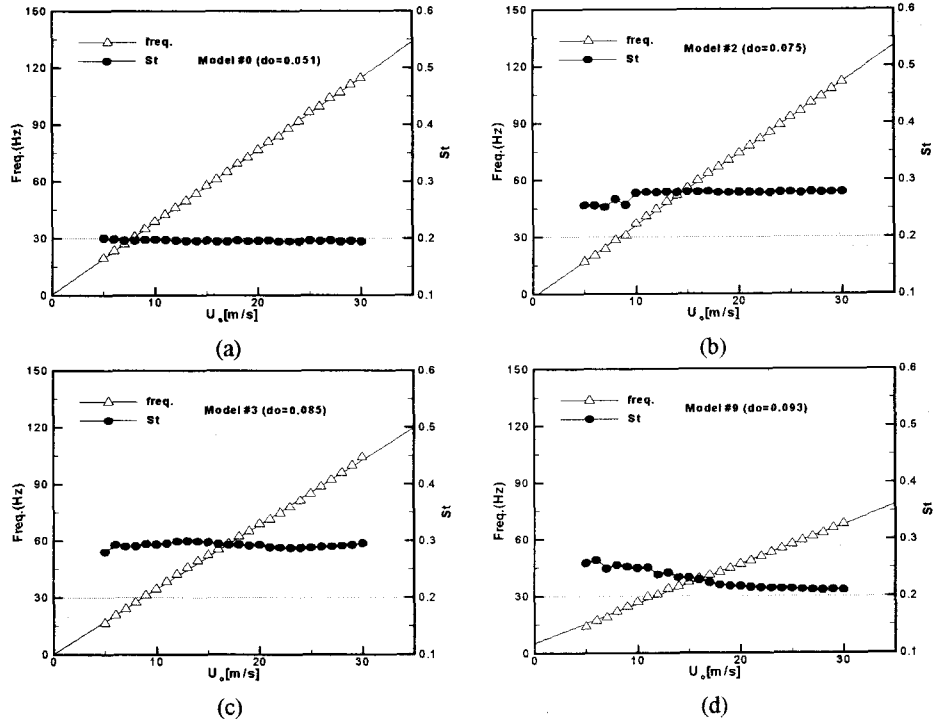 150
120
90
60
30
0
Freq.(Hz)
freq.
St
Model #0 (do=0.051)
0.6
0.5
0.4
0.3
0.2
0.1
St
0 10 20 30
U₀[m/s]
(a)
150
120
90
60
30
0
Freq.(Hz)
freq.
St
Model #2 (do=0.075)
0.6
0.5
0.4
0.3
0.2
0.1
St
0 10 20 30
U₀[m/s]
(b)
150
120
90
60
30
0
Freq.(Hz)
freq.
St
Model #3 (do=0.085)
0.6
0.5
0.4
0.3
0.2
0.1
St
0 10 20 30
U₀[m/s]
(c)
150
120
90
60
30
0
Freq.(Hz)
freq.
St
Model #9 (do=0.093)
0.6
0.5
0.4
0.3
0.2
0.1
St
0 10 20 30
U₀[m/s]
(d)